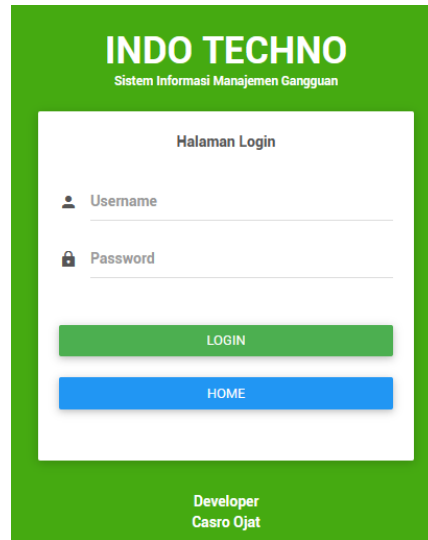 INDO TECHNO
Sistem Informasi Manajemen Gangguan
Halaman Login
Username
Password
LOGIN
HOME
Developer
Casro Ojat